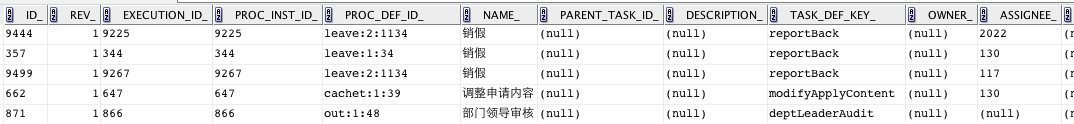 ID_ REV_ EXECUTION_ID_ PROC_INST_ID_ PROC_DEF_ID_ NAME_ PARENT_TASK_ID_ DESCRIPTION_ TASK_DEF_KEY_ OWNER_ ASSIGNEE_
9444 1 9225 9225 leave:2:1134 销假 (null) (null) reportBack (null) 2022 (n
357 1 344 344 leave:1:34 销假 (null) (null) reportBack (null) 130 (n
9499 1 9267 9267 leave:2:1134 销假 (null) (null) reportBack (null) 117 (n
662 1 647 647 cachet:1:39 调整申请内容 (null) (null) modifyApplyContent (null) 130 (n
871 1 866 866 out:1:48 部门领导审核 (null) (null) deptLeaderAudit (null) (null) (n